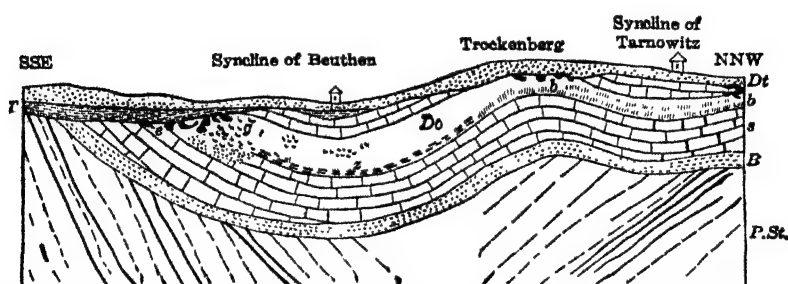 Syncline of
Tarnowitz
Trockenberg
SSE
Syncline of Beuthen
NNW
Dt
b
T
b
e
g
Do
s
z
B
P.St.